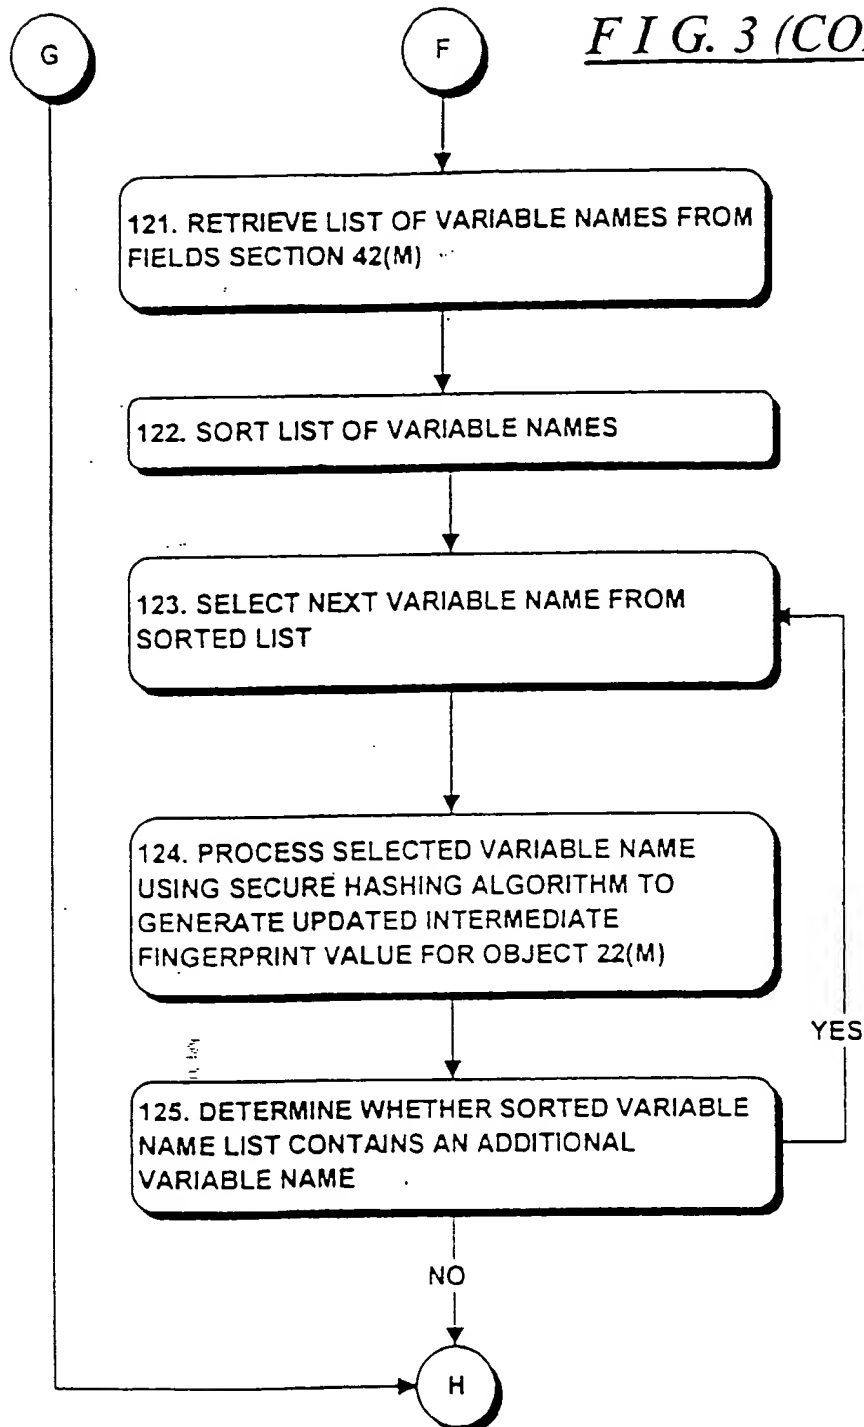 G
F
F I G. 3 (CO
121. RETRIEVE LIST OF VARIABLE NAMES FROM
FIELDS SECTION 42(M)
122. SORT LIST OF VARIABLE NAMES
123. SELECT NEXT VARIABLE NAME FROM
SORTED LIST
124. PROCESS SELECTED VARIABLE NAME
USING SECURE HASHING ALGORITHM TO
GENERATE UPDATED INTERMEDIATE
FINGERPRINT VALUE FOR OBJECT 22(M)
YES
125. DETERMINE WHETHER SORTED VARIABLE
NAME LIST CONTAINS AN ADDITIONAL
VARIABLE NAME
NO
H